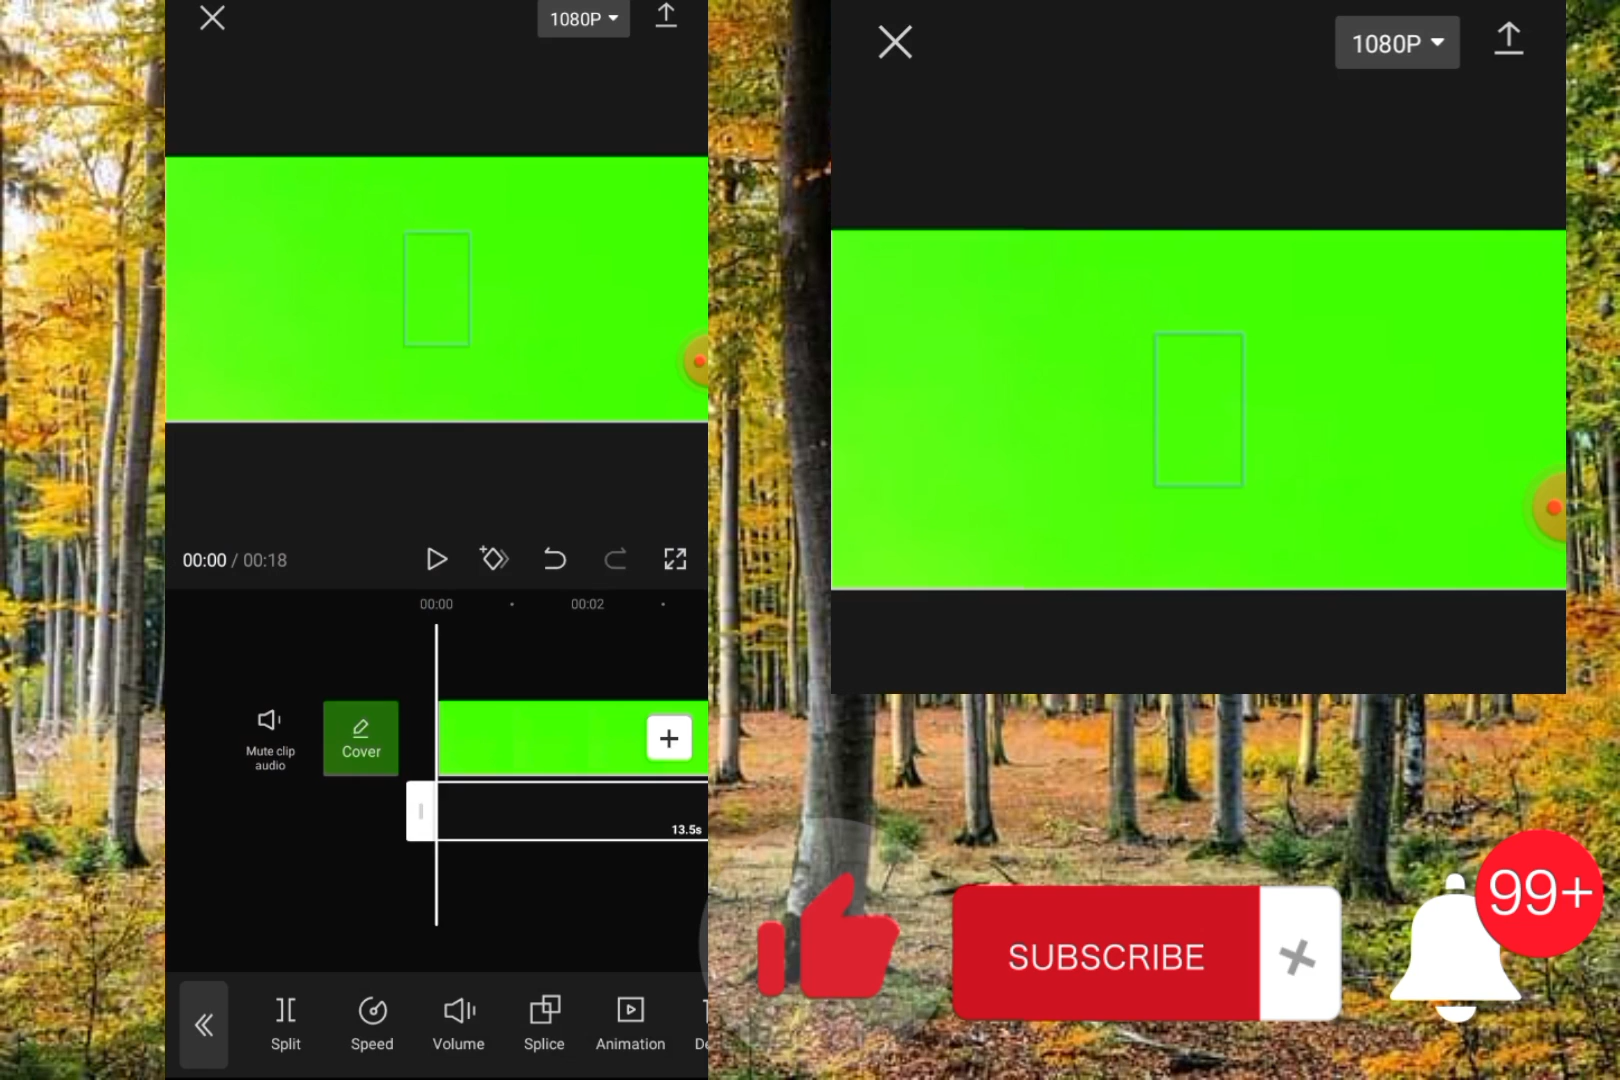 1080P
1080P
00:00 / 00:18
00:00
00:02
Mute clip
audio
Cover
13.5s
Split
Speed
Volume
Splice
Animation
SUBSCRIBE
99+